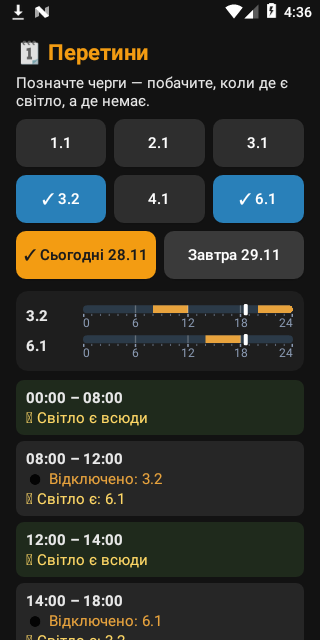 4:36
Перетини
Позначте черги — побачите, коли де є
світло, а де немає.
1.1 2.1 3.1
✓ 3.2 4.1 ✓ 6.1
✓ Сьогодні 28.11 Завтра 29.11
3.2
0 6 12 18 24
6.1
0 6 12 18 24
00:00 – 08:00
Світло є всюди
08:00 – 12:00
Відключено: 3.2
Світло є: 6.1
12:00 – 14:00
Світло є всюди
14:00 – 18:00
Відключено: 6.1
Світло є: 3.2